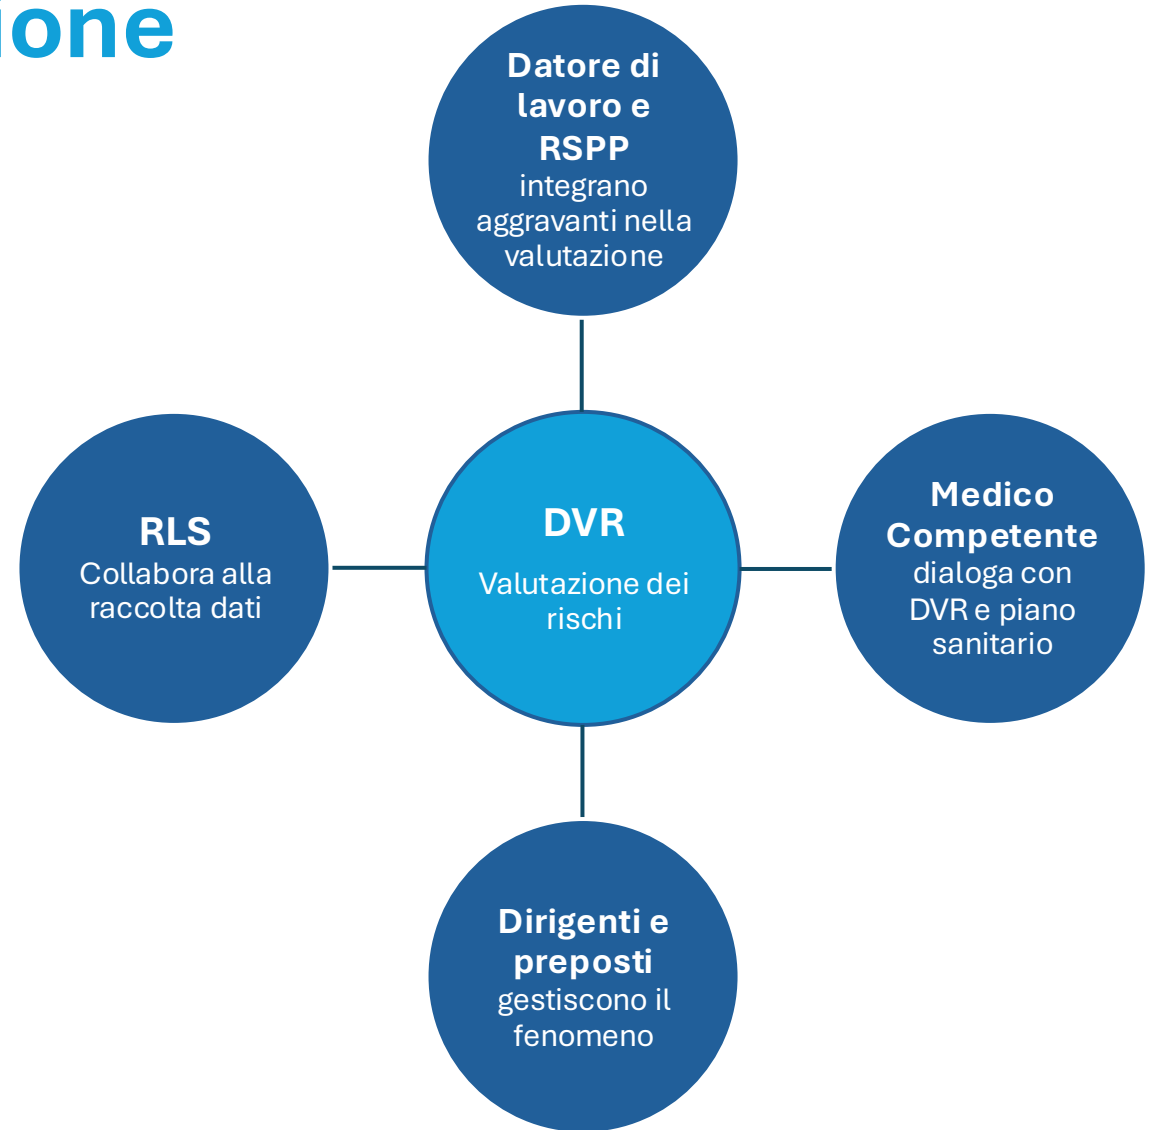 ione
Datore di
lavoro e
RSPP
integrano
aggravanti nella
valutazione
RLS
Collabora alla
raccolta dati
DVR
Valutazione dei
rischi
Medico
Competente
dialoga con
DVR e piano
sanitario
Dirigenti e
preposti
gestiscono il
fenomeno